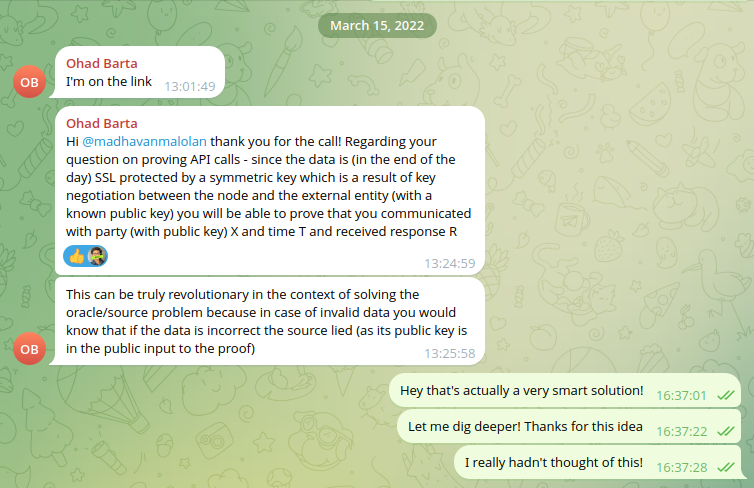 March 15, 2022
Ohad Barta
I'm on the link 13:01:49
OB
Ohad Barta
Hi @madhavanmalolan thank you for the call! Regarding your
question on proving API calls - since the data is (in the end of the
day) SSL protected by a symmetric key which is a result of key
negotiation between the node and the external entity (with a
known public key) you will be able to prove that you communicated
with party (with public key) X and time T and received response R
13:24:59
This can be truly revolutionary in the context of solving the
oracle/source problem because in case of invalid data you would
know that if the data is incorrect the source lied (as its public key is
in the public input to the proof) 13:25:58
OB
Hey that's actually a very smart solution! 16:37:01
Let me dig deeper! Thanks for this idea 16:37:22
I really hadn't thought of this! 16:37:28